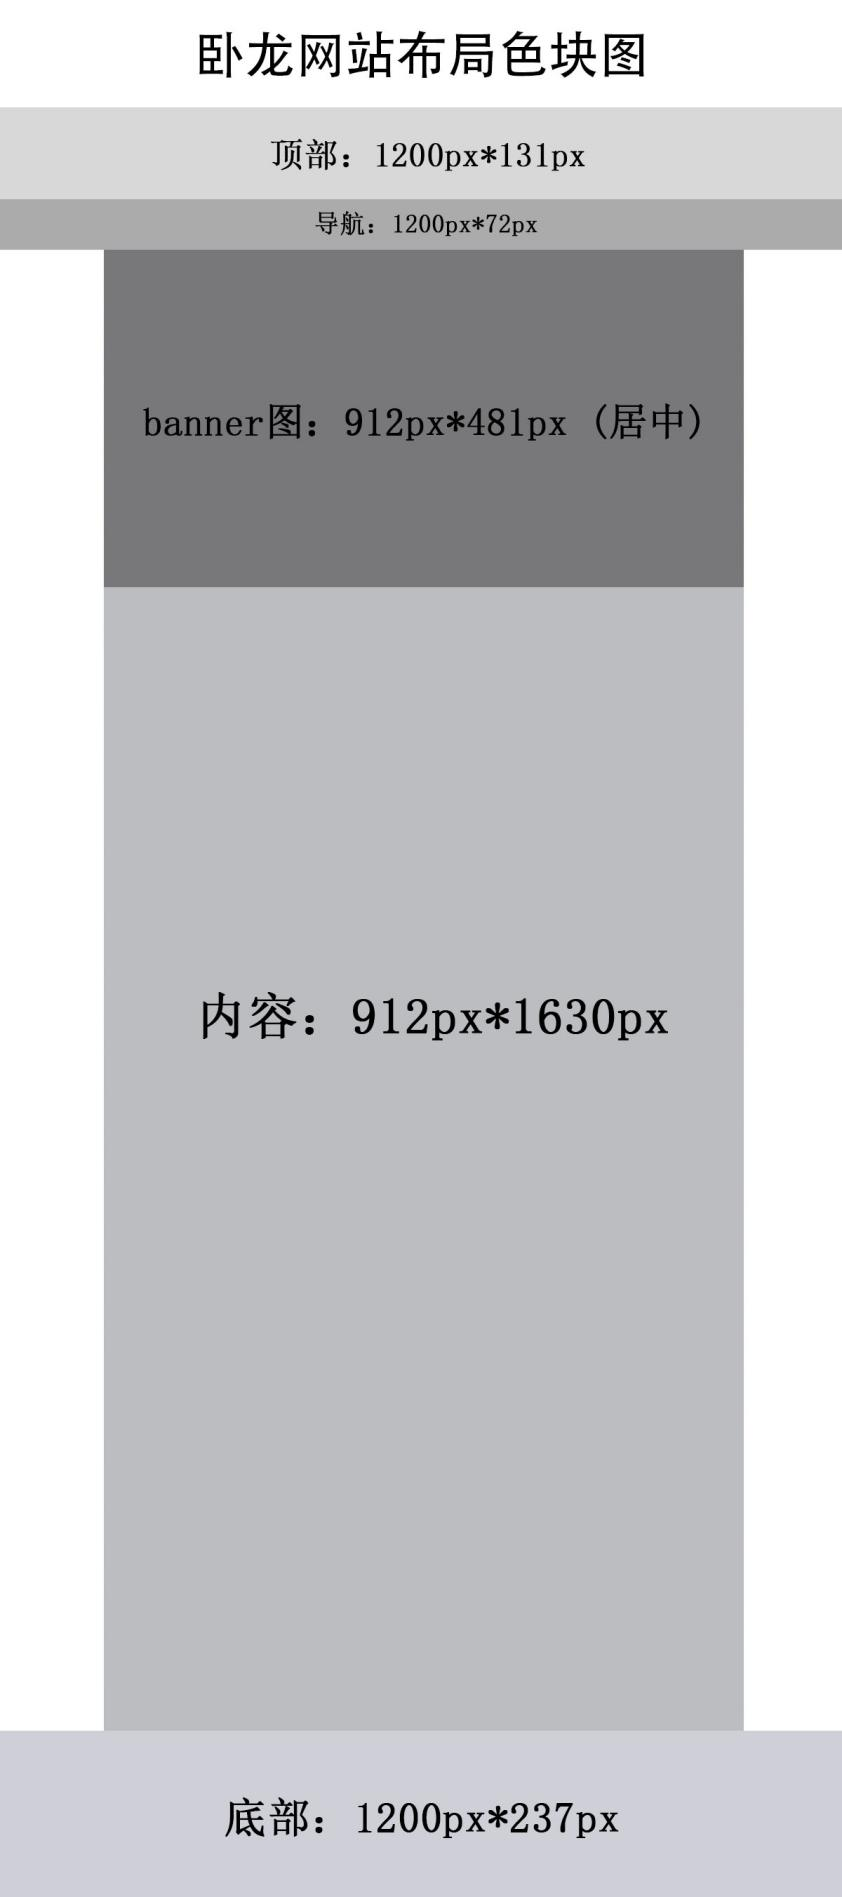 卧龙网站布局色块图
顶部：1200px*131px
导航：1200px*72px
banner图：912px*481px（居中）
内容：912px*1630px
底部：1200px*237px